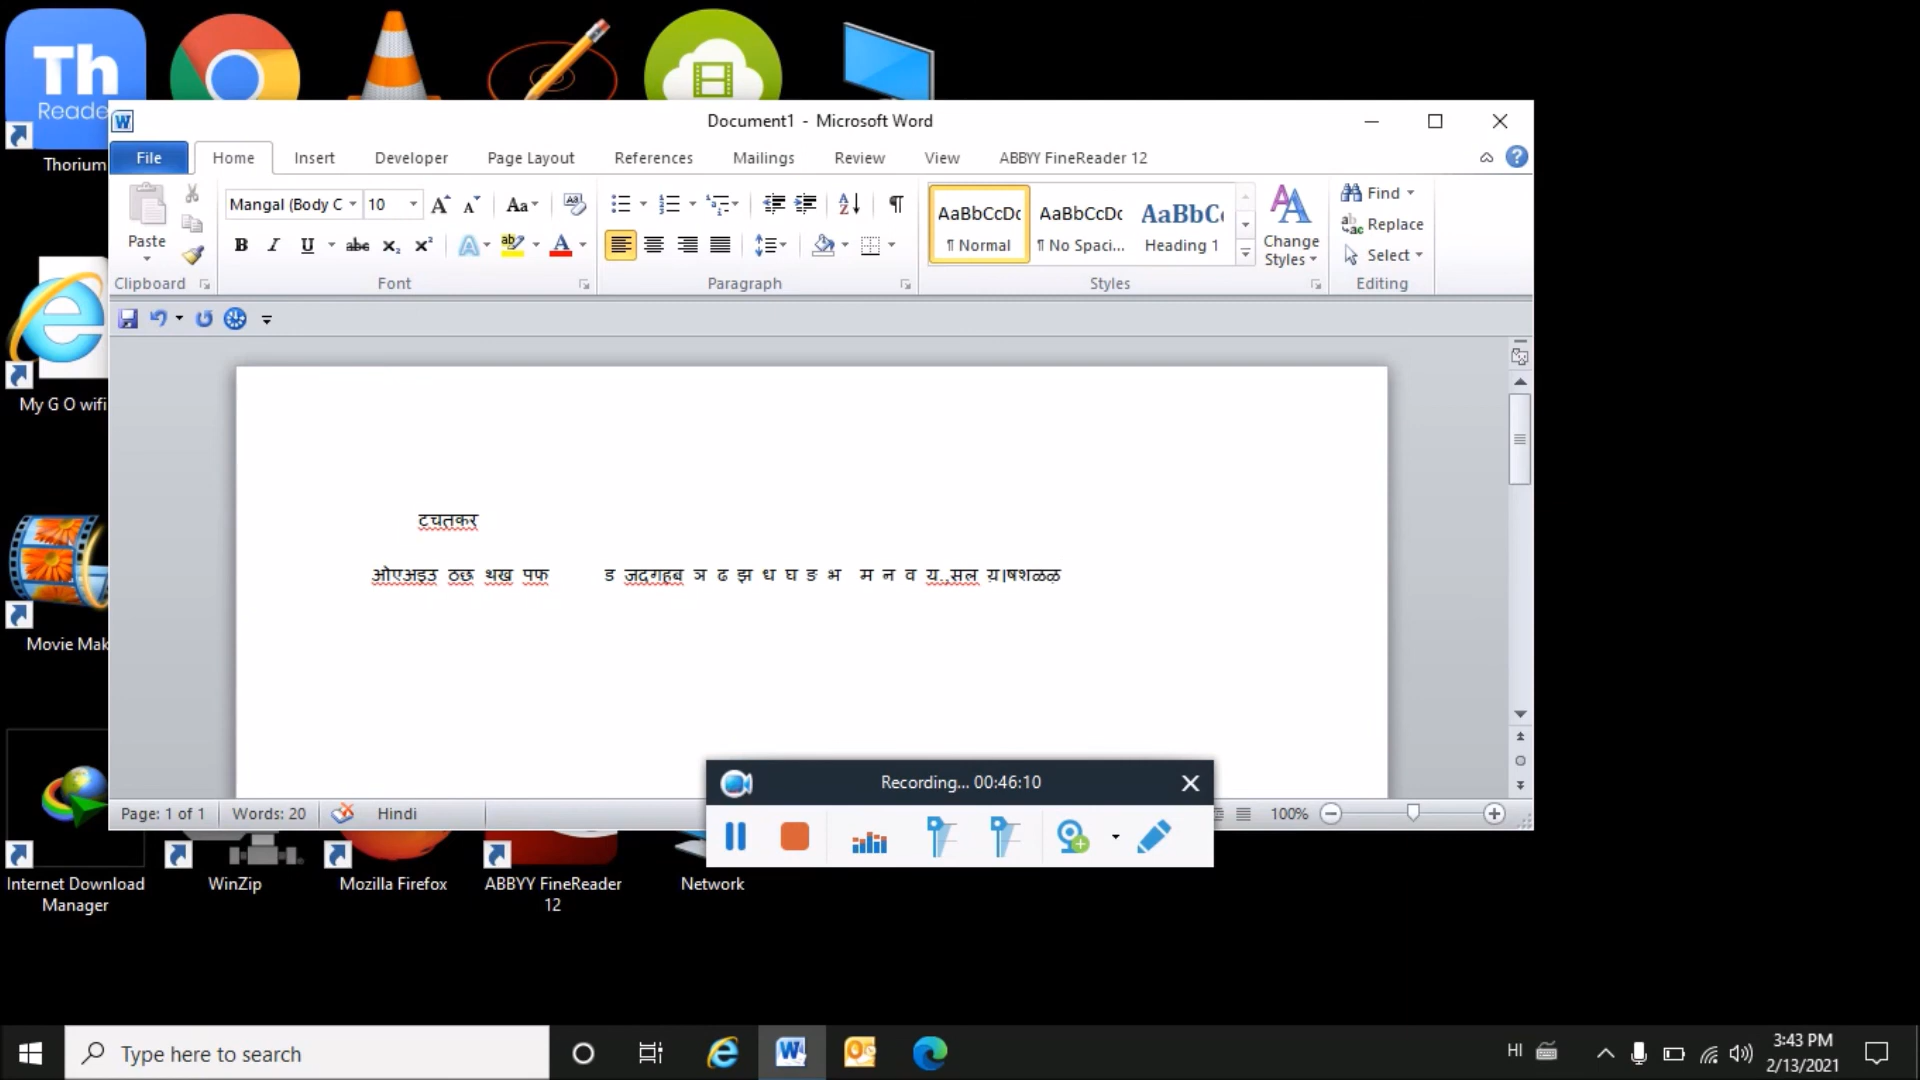 Th
Reade
Thorium
Document1 - Microsoft Word
File Home Insert Developer Page Layout References Mailings Review View ABBYY FineReader 12
Paste
Clipboard
Mangal (Body C 10
Font
Paragraph
AaBbCcDc AaBbCcDc AaBbC
¶ Normal ¶ No Spaci... Heading 1
Change Styles
Styles
Find
Replace
Select
Editing
My G O wifi
टचतकर
ओएअइउ ठछ थख पफ ड जदगहब ञ ढ झ ध घ ङ भ म न व य.,सल य़।षशळऴ
Movie Mak
Recording... 00:46:10
Page: 1 of 1 Words: 20 Hindi 100%
Internet Download Manager
WinZip
Mozilla Firefox
ABBYY FineReader 12
Network
Type here to search
HI
3:43 PM
2/13/2021